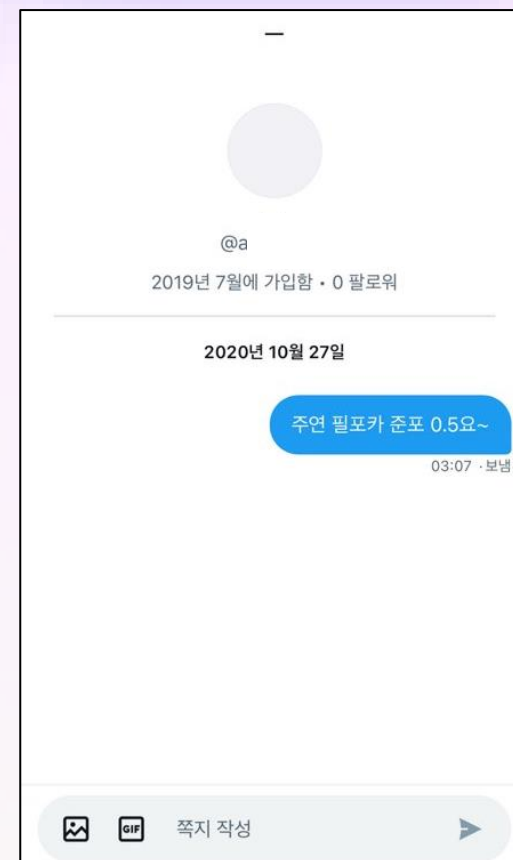 @a
2019년 7월에 가입함 · 0 팔로워
2020년 10월 27일
주연 필포카 준포 0.5요~
03:07 · 보냄
GIF
쪽지 작성